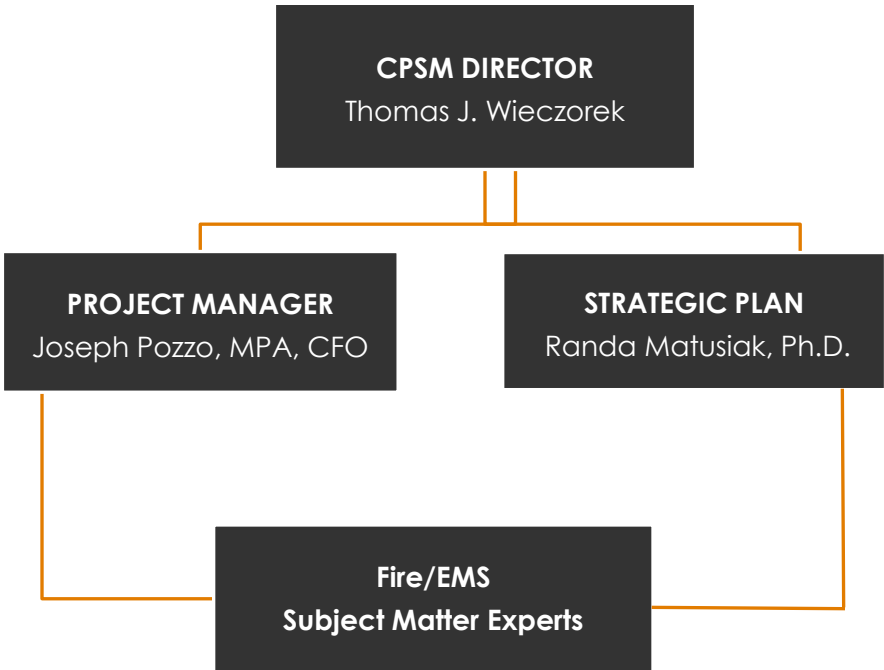 CPSM DIRECTOR
Thomas J. Wieczorek
PROJECT MANAGER
Joseph Pozzo, MPA, CFO
STRATEGIC PLAN
Randa Matusiak, Ph.D.
Fire/EMS
Subject Matter Experts